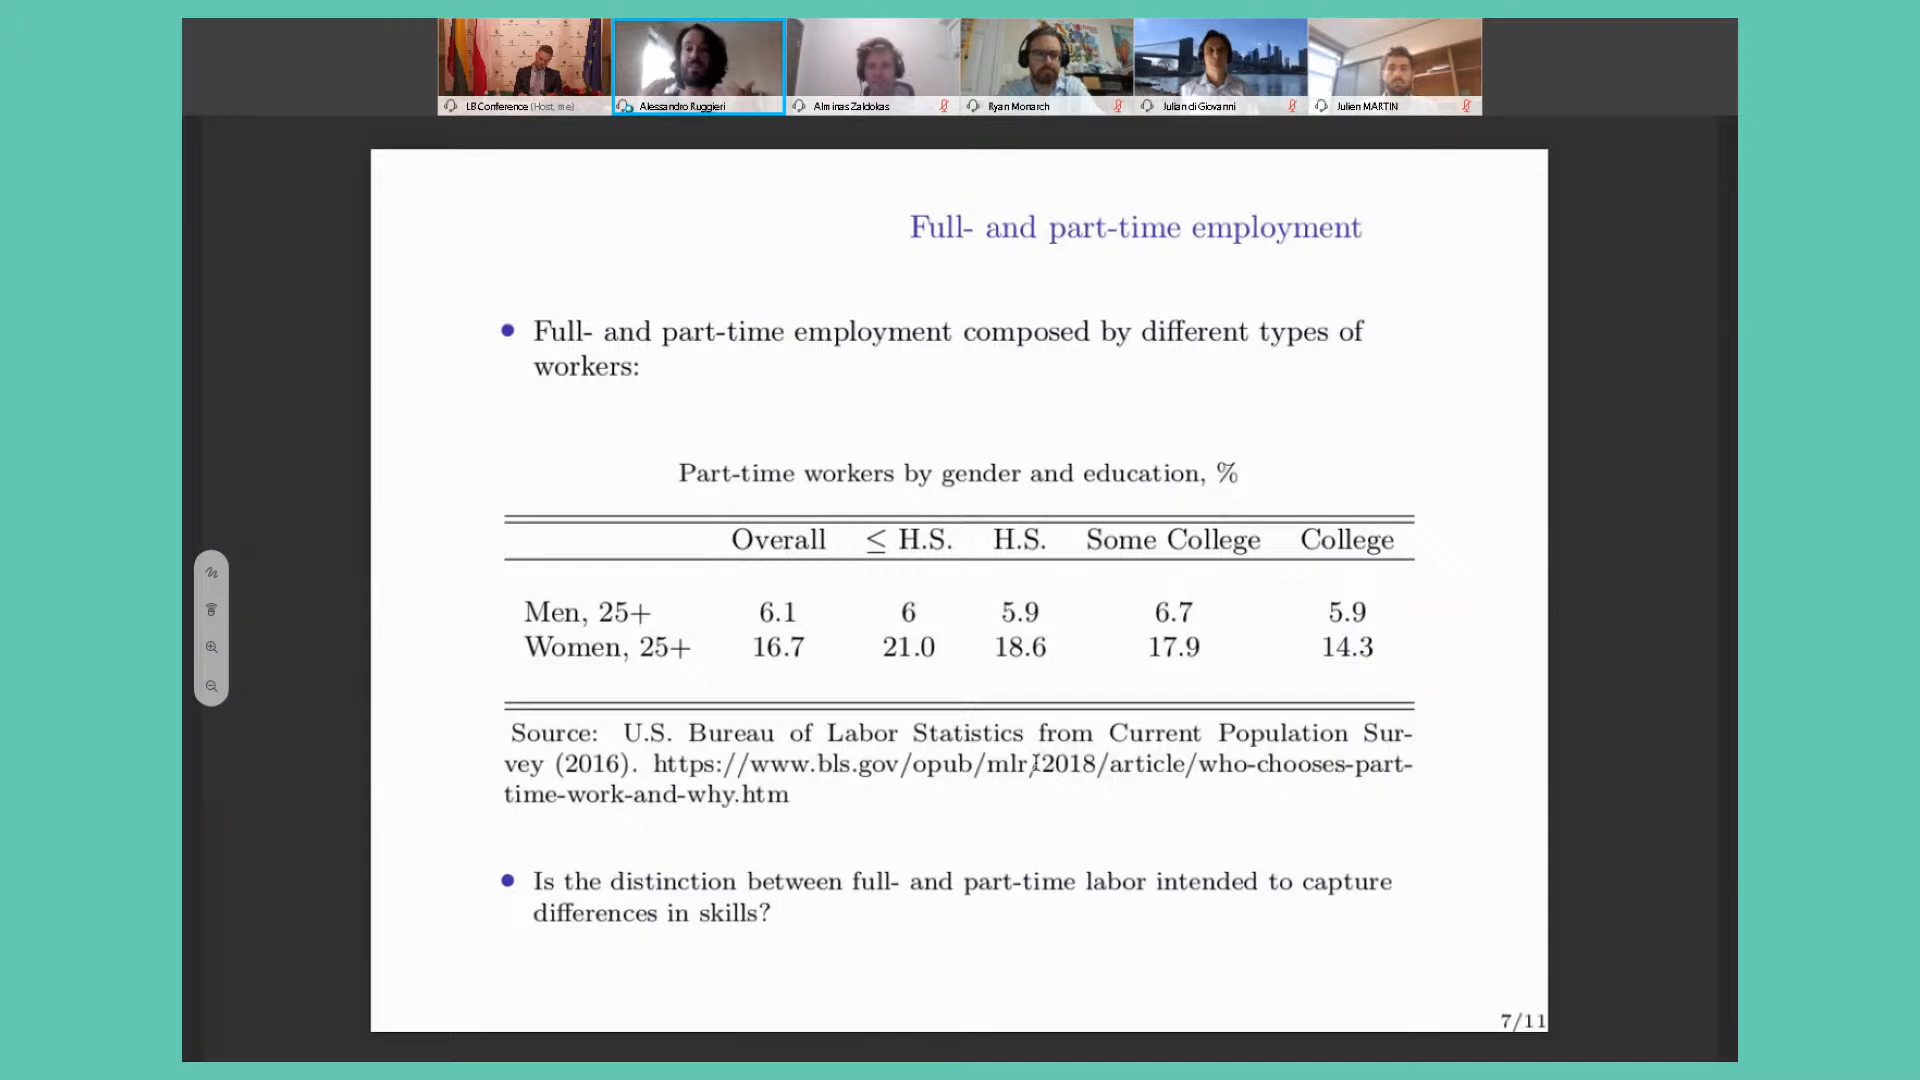 LB Conference (Host, me)
Alessandro Ruggieri
Alminas Zaldokas
Ryan Monarch
Julian di Giovanni
Julien MARTIN
Full- and part-time employment
Full- and part-time employment composed by different types of
workers:
Part-time workers by gender and education, %
Overall ≤ H.S. H.S. Some College College
Men, 25+ 6.1 6 5.9 6.7 5.9
Women, 25+ 16.7 21.0 18.6 17.9 14.3
Source: U.S. Bureau of Labor Statistics from Current Population Sur-
vey (2016). https://www.bls.gov/opub/mlr/2018/article/who-chooses-part-
time-work-and-why.htm
Is the distinction between full- and part-time labor intended to capture
differences in skills?
7/11